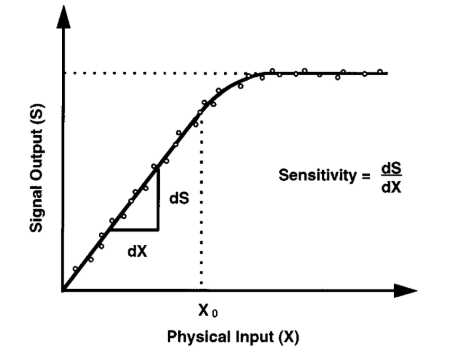 Signal Output (S)
Sensitivity = dS
dX
dS
dX
X0
Physical Input (X)